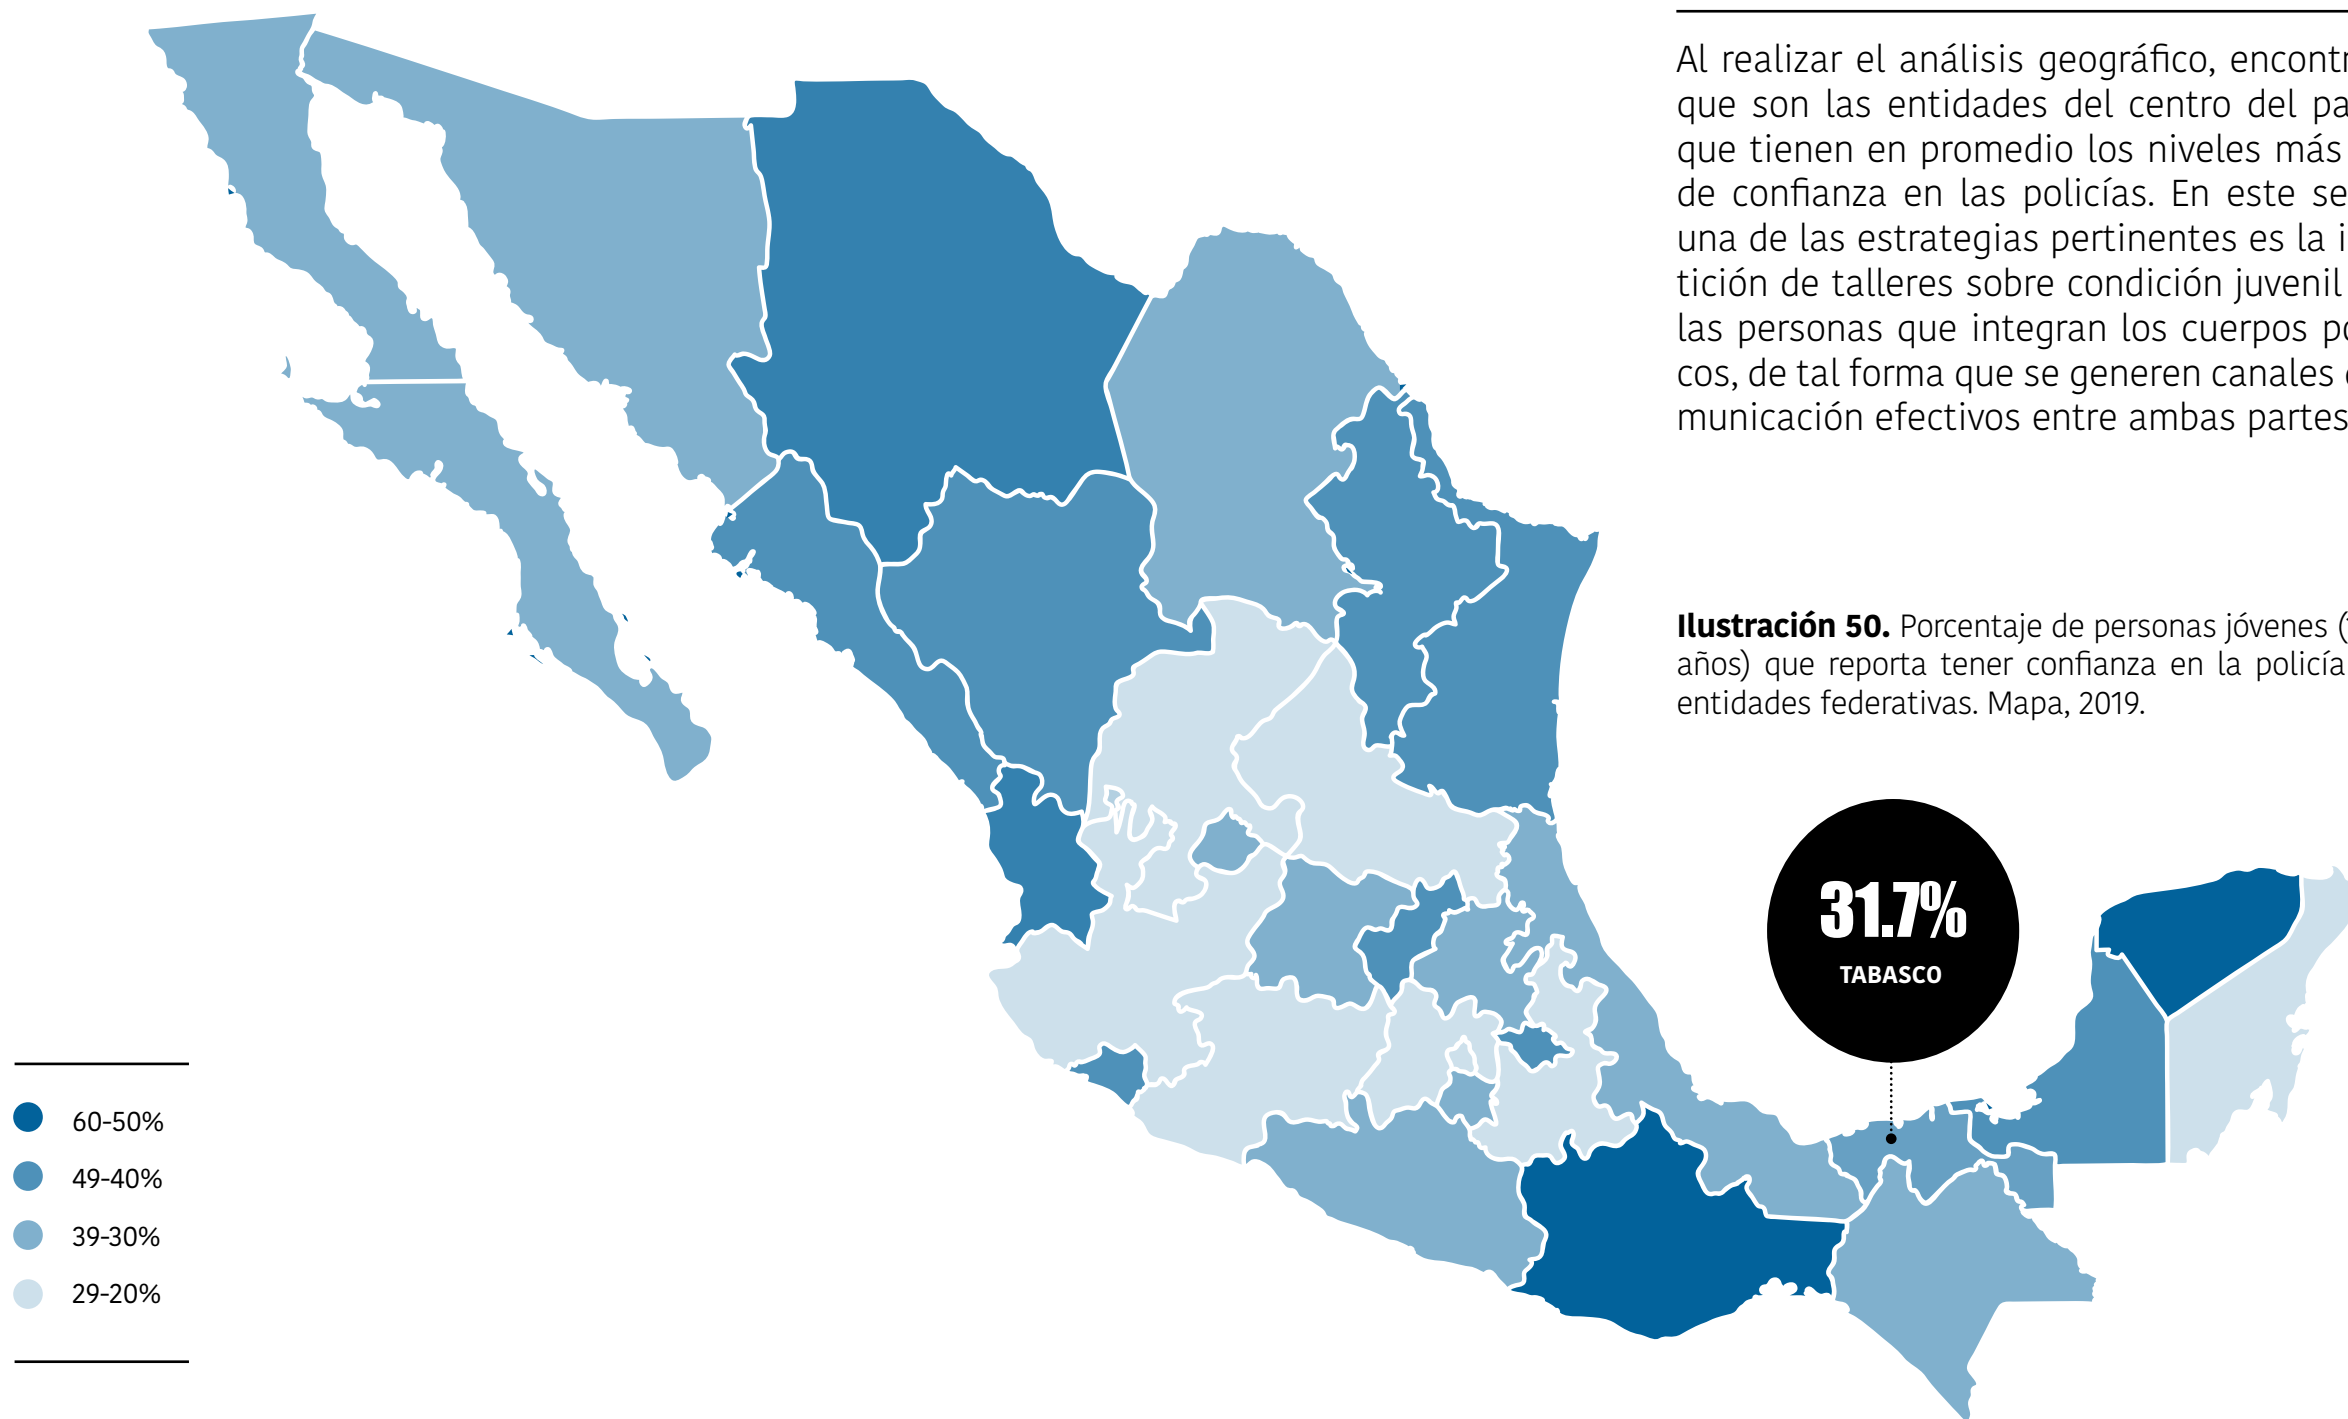 Al realizar el análisis geográfico, encontr
que son las entidades del centro del pa
que tienen en promedio los niveles más
de confianza en las policías. En este se
una de las estrategias pertinentes es la i
tición de talleres sobre condición juvenil
las personas que integran los cuerpos po
cos, de tal forma que se generen canales
municación efectivos entre ambas partes
Ilustración 50. Porcentaje de personas jóvenes (
años) que reporta tener confianza en la policía
entidades federativas. Mapa, 2019.
31.7%
TABASCO
60-50%
49-40%
39-30%
29-20%